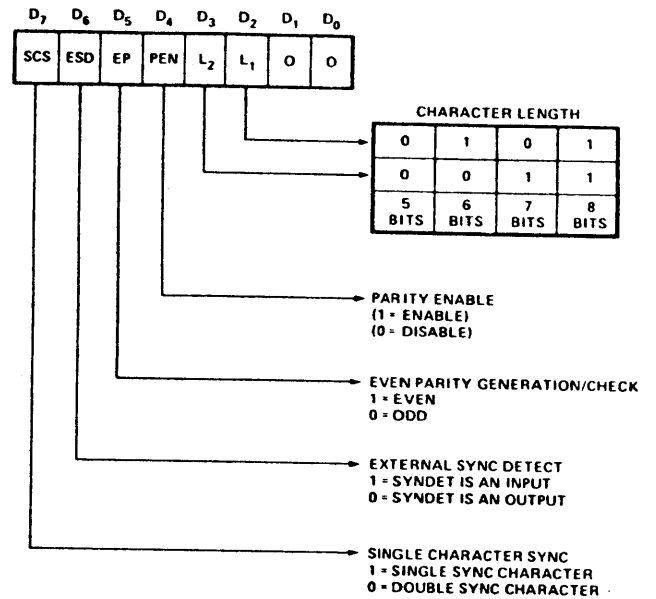 D7 D6 D5 D4 D3 D2 D1 D0
SCS ESD EP PEN L2 L1 0 0
CHARACTER LENGTH
0 1 0 1
0 0 1 1
5 6 7 8
BITS BITS BITS BITS
PARITY ENABLE
(1 = ENABLE)
(0 = DISABLE)
EVEN PARITY GENERATION/CHECK
1 = EVEN
0 = ODD
EXTERNAL SYNC DETECT
1 = SYNDET IS AN INPUT
0 = SYNDET IS AN OUTPUT
SINGLE CHARACTER SYNC
1 = SINGLE SYNC CHARACTER
0 = DOUBLE SYNC CHARACTER